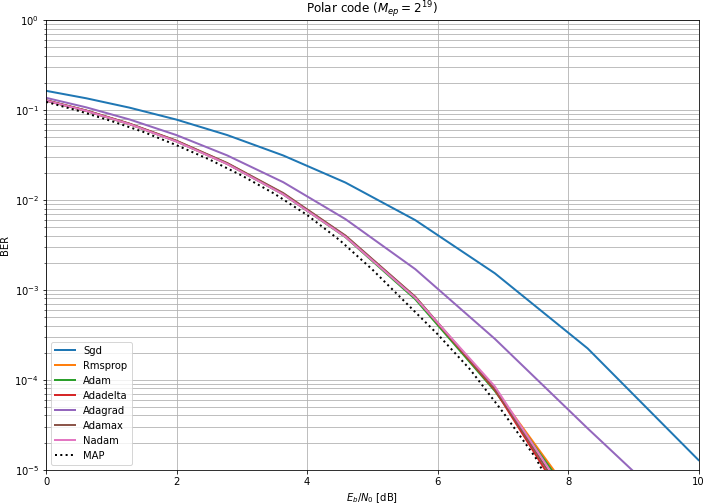 Polar code (M_ep = 2^19)
10^0
10^-1
10^-2
10^-3
10^-4
10^-5
BER
Sgd
Rmsprop
Adam
Adadelta
Adagrad
Adamax
Nadam
MAP
0 2 4 6 8 10
E_b/N_0 [dB]